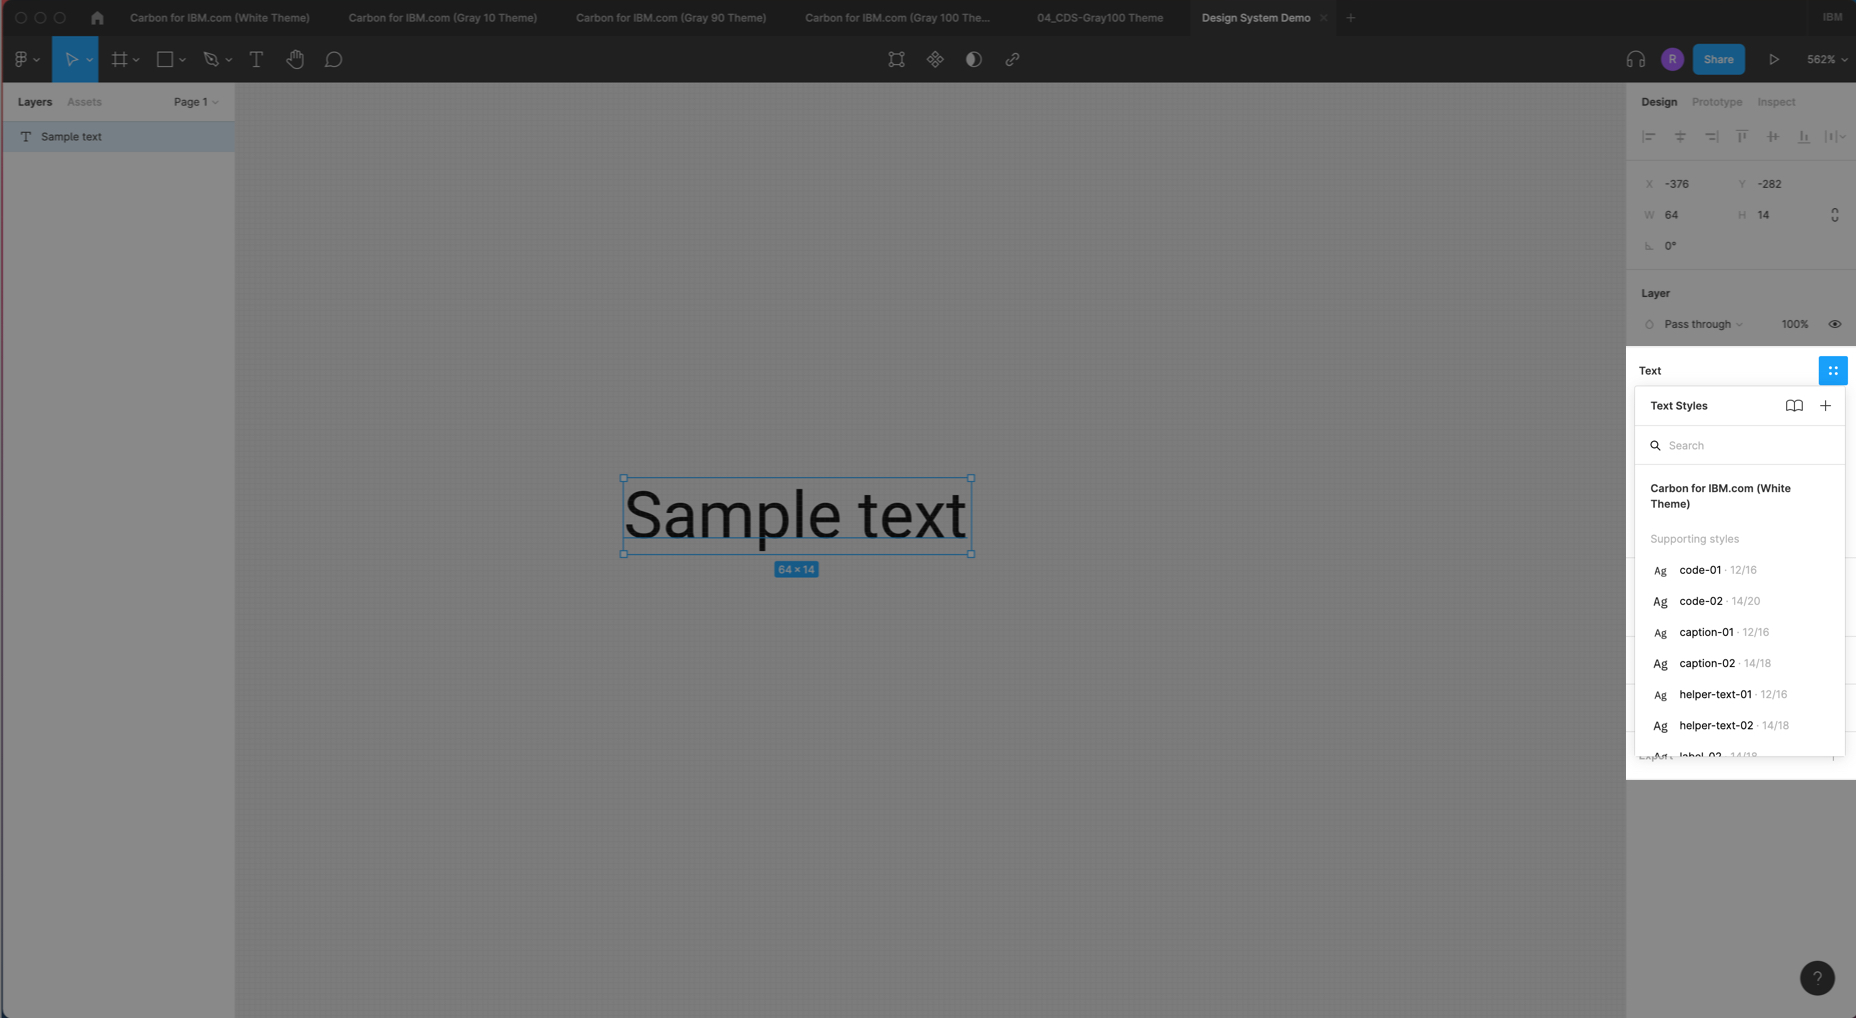 Carbon for IBM.com (White Theme)
Carbon for IBM.com (Gray 10 Theme)
Carbon for IBM.com (Gray 90 Theme)
Carbon for IBM.com (Gray 100 The...
04_CDS-Gray100 Theme
Design System Demo
IBM
R
Share
562%
Layers
Assets
Page 1
Sample text
Sample text
64 × 14
Design
Prototype
Inspect
X -376
Y -282
W 64
H 14
0°
Layer
Pass through
100%
Text
Text Styles
Search
Carbon for IBM.com (White
Theme)
Supporting styles
Ag code-01 · 12/16
Ag code-02 · 14/20
Ag caption-01 · 12/16
Ag caption-02 · 14/18
Ag helper-text-01 · 12/16
Ag helper-text-02 · 14/18
Ag label-02 · 14/18
Export
?